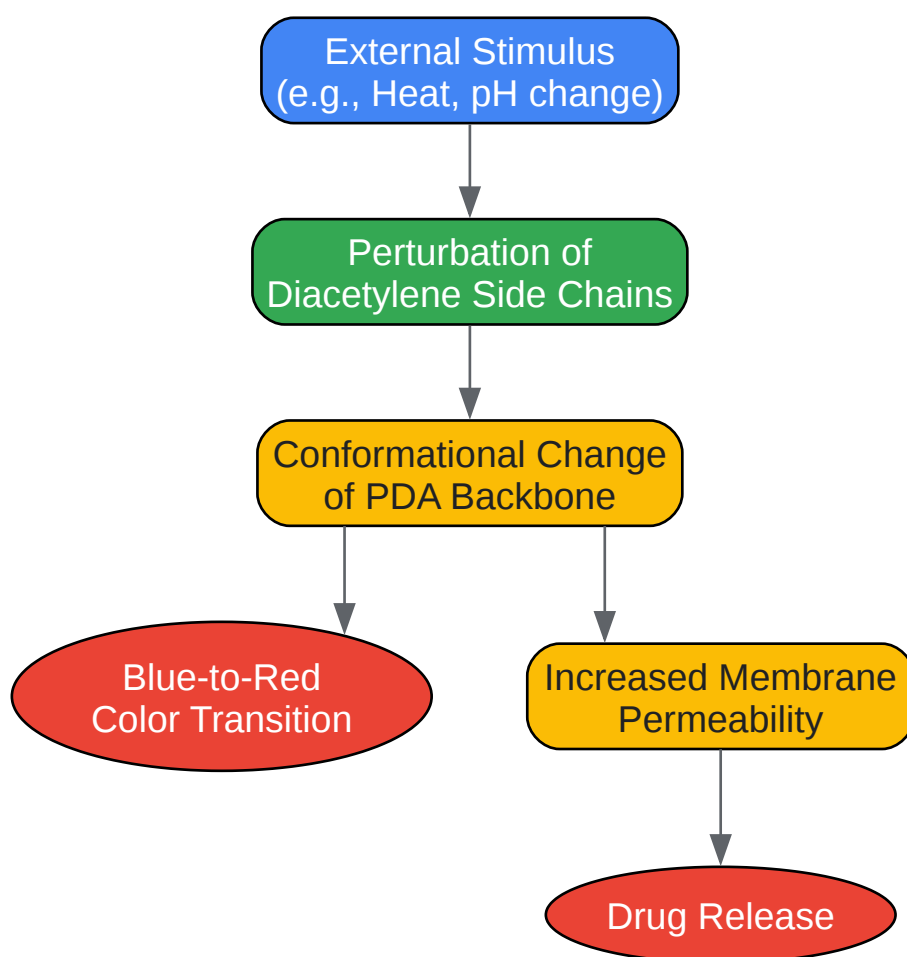 External Stimulus
(e.g., Heat, pH change)
Perturbation of
Diacetylene Side Chains
Conformational Change
of PDA Backbone
Blue-to-Red
Color Transition
Increased Membrane
Permeability
Drug Release